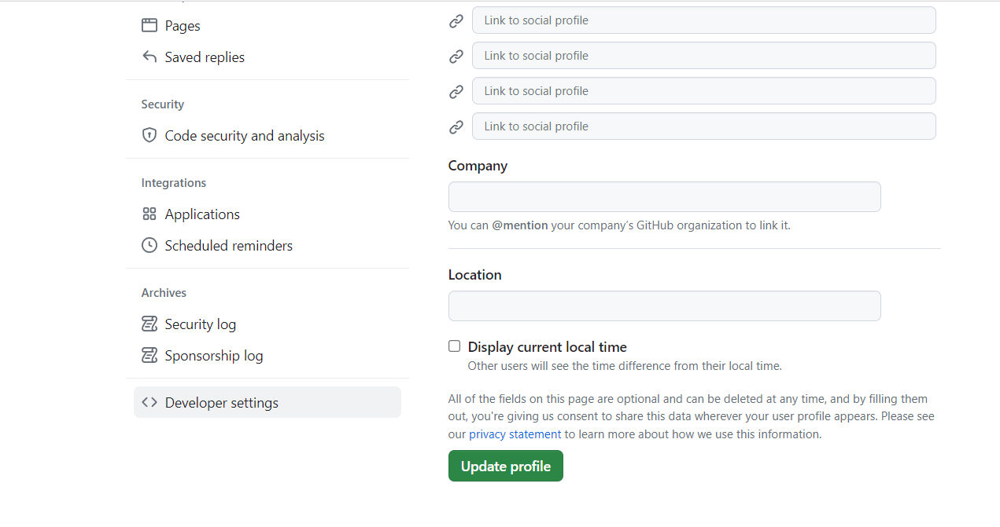 Pages
Saved replies
Security
Code security and analysis
Integrations
Applications
Scheduled reminders
Archives
Security log
Sponsorship log
Developer settings
Link to social profile
Link to social profile
Link to social profile
Link to social profile
Company
You can @mention your company's GitHub organization to link it.
Location
Display current local time
Other users will see the time difference from their local time.
All of the fields on this page are optional and can be deleted at any time, and by filling them
out, you're giving us consent to share this data wherever your user profile appears. Please see
our privacy statement to learn more about how we use this information.
Update profile